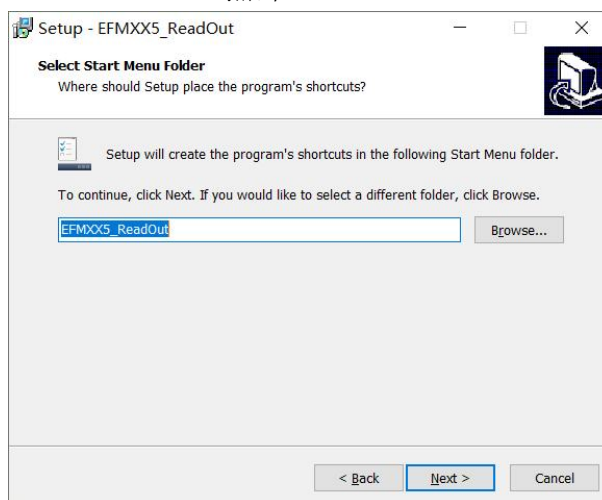 Setup - EFMXX5_ReadOut
Select Start Menu Folder
Where should Setup place the program's shortcuts?
Setup will create the program's shortcuts in the following Start Menu folder.
To continue, click Next. If you would like to select a different folder, click Browse.
EFMXX5_ReadOut
Browse...
< Back
Next >
Cancel